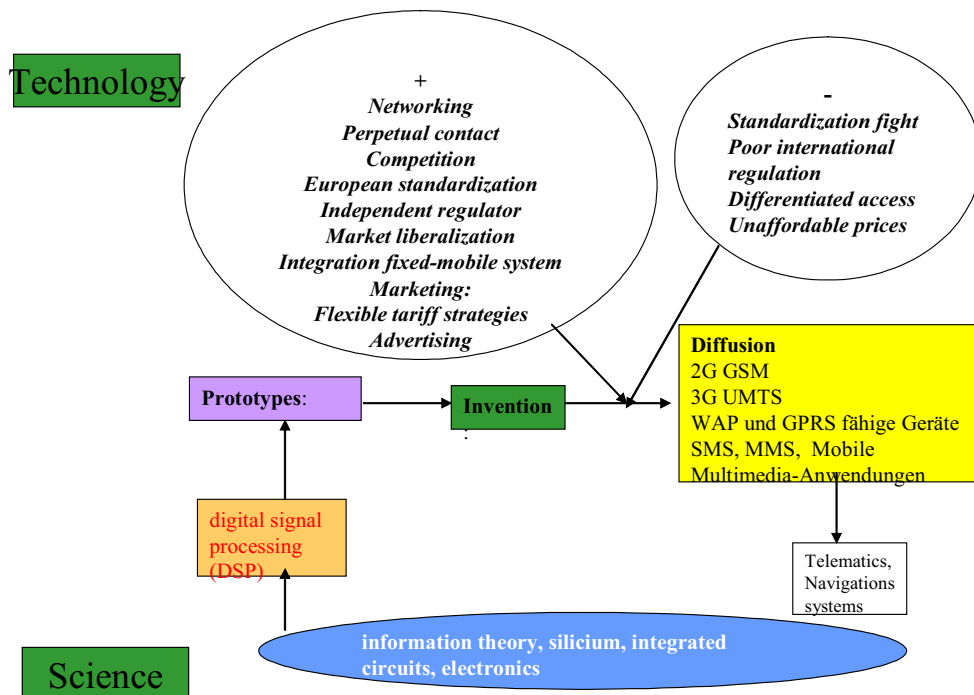 Technology
+
Networking
Perpetual contact
Competition
European standardization
Independent regulator
Market liberalization
Integration fixed-mobile system
Marketing:
Flexible tariff strategies
Advertising
-
Standardization fight
Poor international
regulation
Differentiated access
Unaffordable prices
Prototypes:
Invention
:
Diffusion
2G GSM
3G UMTS
WAP und GPRS fähige Geräte
SMS, MMS, Mobile
Multimedia-Anwendungen
digital signal
processing
(DSP)
Telematics,
Navigations
systems
information theory, silicium, integrated
circuits, electronics
Science